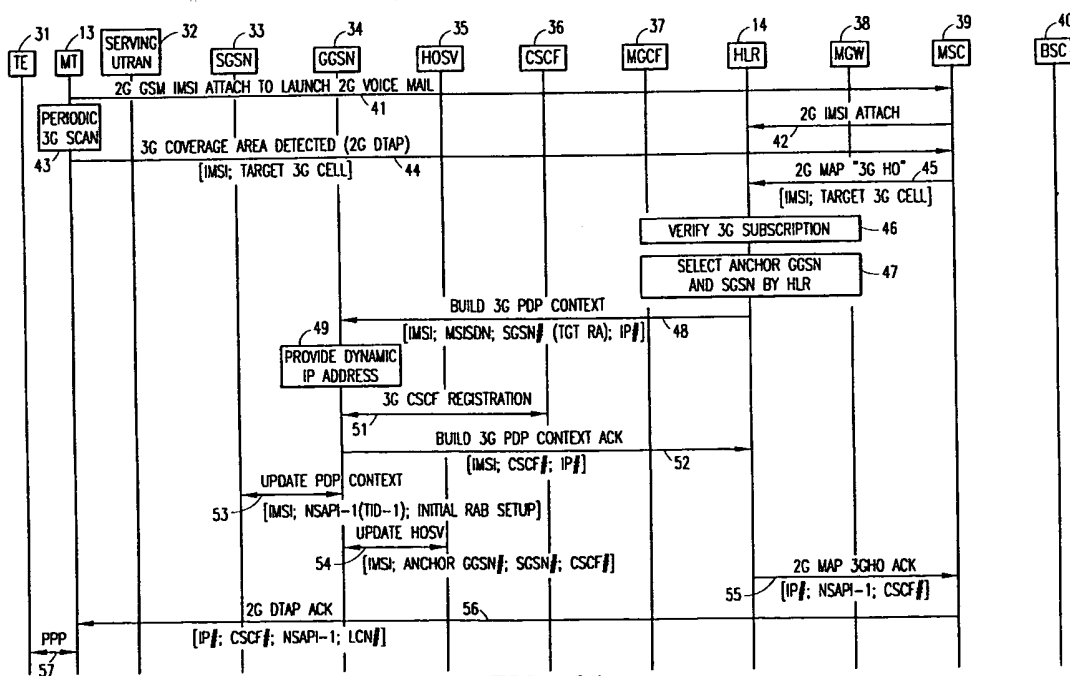 31 13 32 33 34 35 36 37 14 38 39 40
TE MT SERVING UTRAN SGSN GGSN HOSV CSCF MGCF HLR MGW MSC BSC
2G GSM IMSI ATTACH TO LAUNCH 2G VOICE MAIL
41
PERIODIC
3G SCAN
43
2G IMSI ATTACH
42
3G COVERAGE AREA DETECTED (2G DTAP)
[IMSI; TARGET 3G CELL]
44
2G MAP "3G HO"
45
[IMSI; TARGET 3G CELL]
VERIFY 3G SUBSCRIPTION
46
SELECT ANCHOR GGSN
AND SGSN BY HLR
47
BUILD 3G PDP CONTEXT
[IMSI; MSISDN; SGSN# (TGT RA); IP#]
48
49
PROVIDE DYNAMIC
IP ADDRESS
3G CSCF REGISTRATION
51
BUILD 3G PDP CONTEXT ACK
[IMSI; CSCF#; IP#]
52
UPDATE PDP CONTEXT
53
[IMSI; NSAPI-1(TID-1); INITIAL RAB SETUP]
UPDATE HOSV
54
[IMSI; ANCHOR GGSN#; SGSN#; CSCF#]
2G MAP 3GHO ACK
55
[IP#; NSAPI-1; CSCF#]
2G DTAP ACK
56
[IP#; CSCF#; NSAPI-1; LCN#]
PPP
57